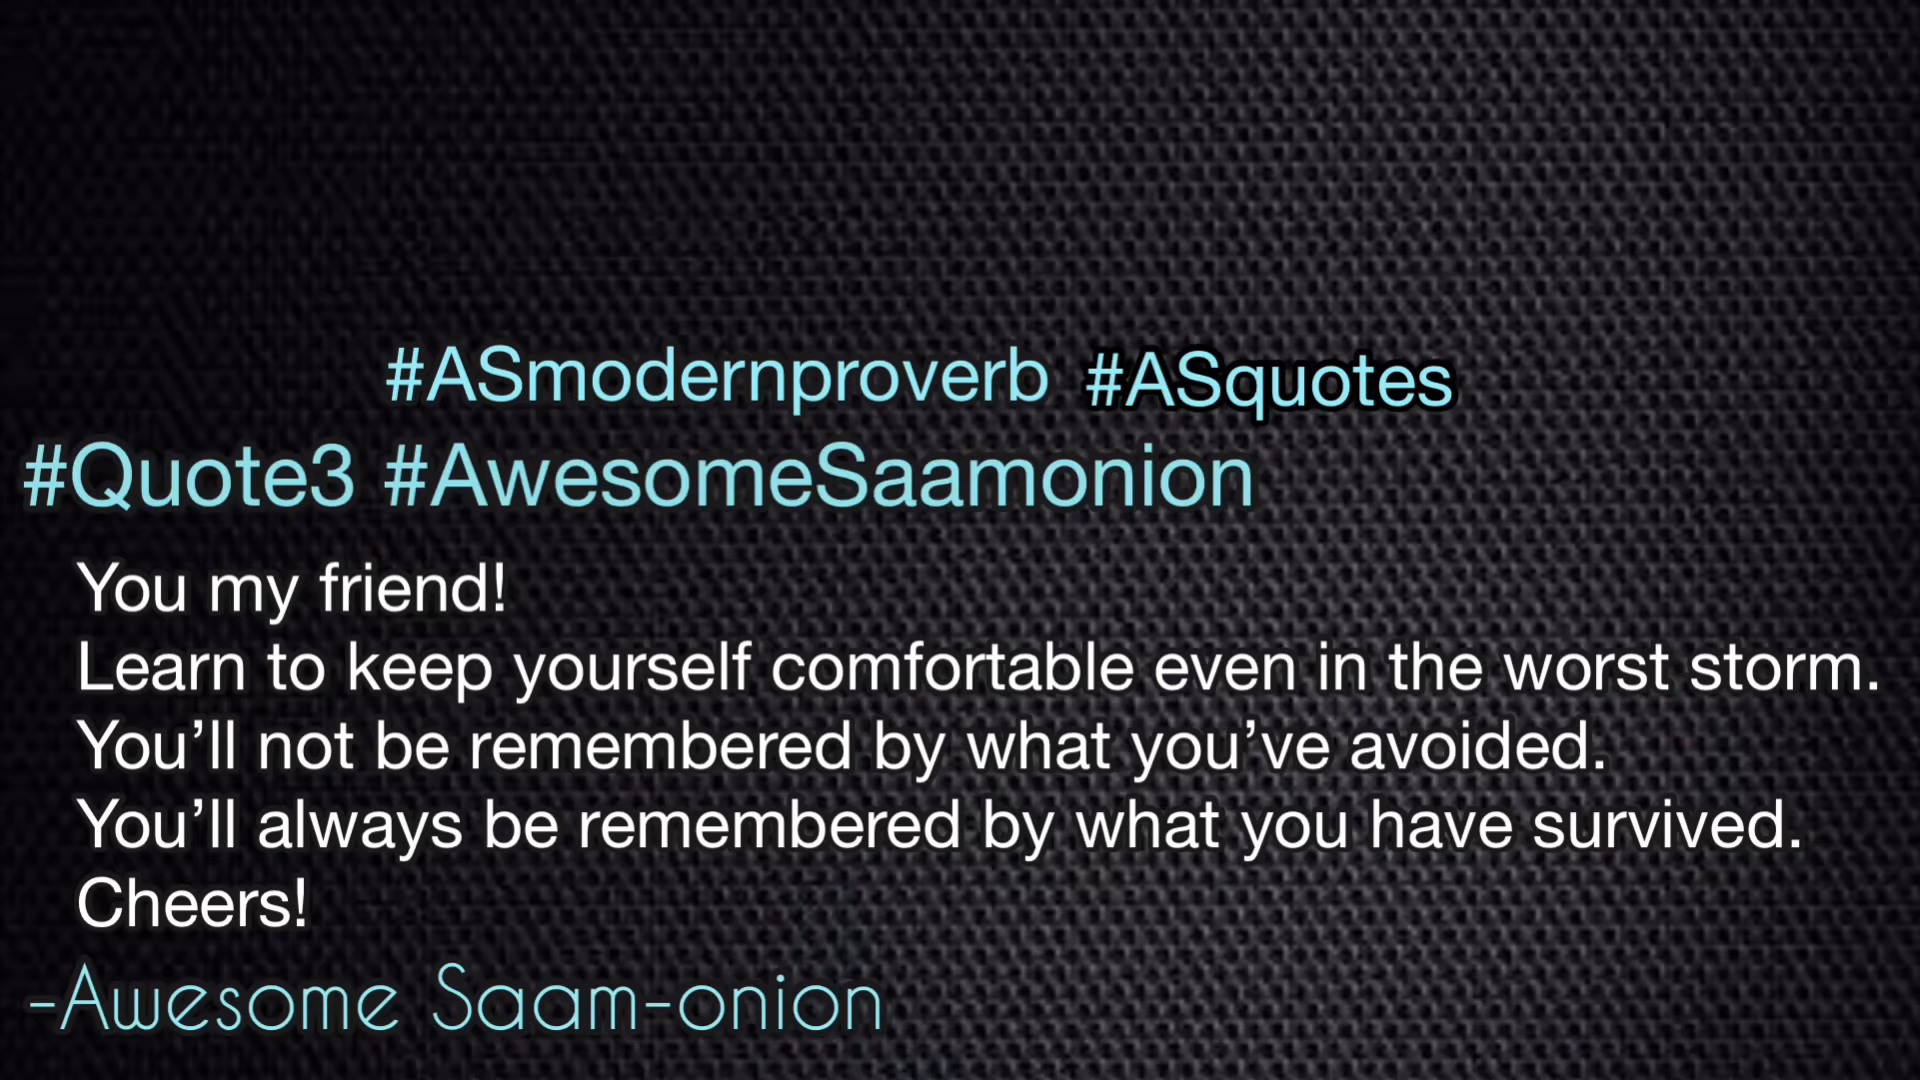 #ASmodernproverb #ASquotes
#Quote3 #AwesomeSaamonion
You my friend!
Learn to keep yourself comfortable even in the worst storm.
You’ll not be remembered by what you’ve avoided.
You’ll always be remembered by what you have survived.
Cheers!
-Awesome Saam-onion